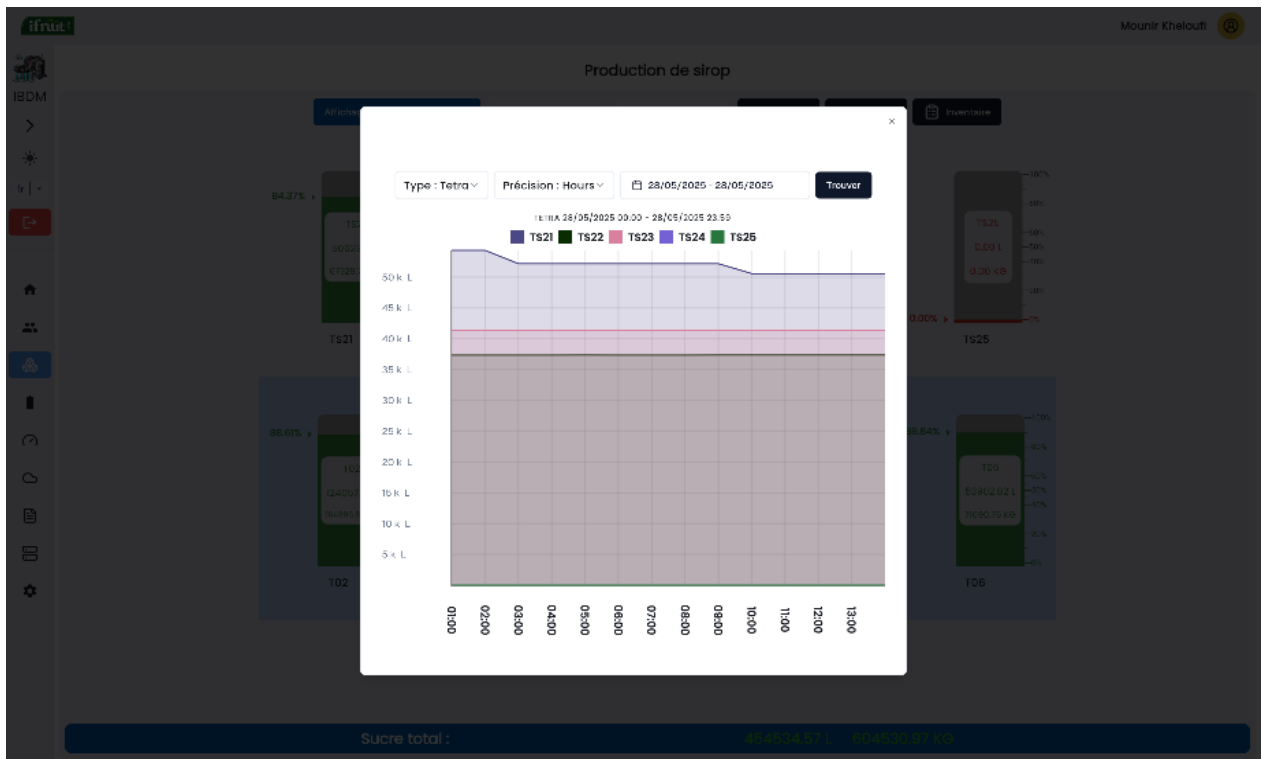 ifruit
Mounir Kheloufi
IBDM
Production de sirop
Inventaire
fr
Type : Tetra
Précision : Hours
28/05/2025 - 28/05/2025
Trouver
TETRA 28/05/2025 00:00 - 28/05/2025 23:59
TS21 TS22 TS23 TS24 TS25
50 k L
45 k L
40 k L
35 k L
30 k L
25 k L
20 k L
15 k L
10 k L
5 k L
01:00 02:00 03:00 04:00 05:00 06:00 07:00 08:00 09:00 10:00 11:00 12:00 13:00
64.37%
TS21
TS25
0.00 L
0.00 KG
0.00%
TS25
88.61%
T02
T02
T06
53902.82 L
T06
Sucre total : 454534.57 L 604530.97 KG